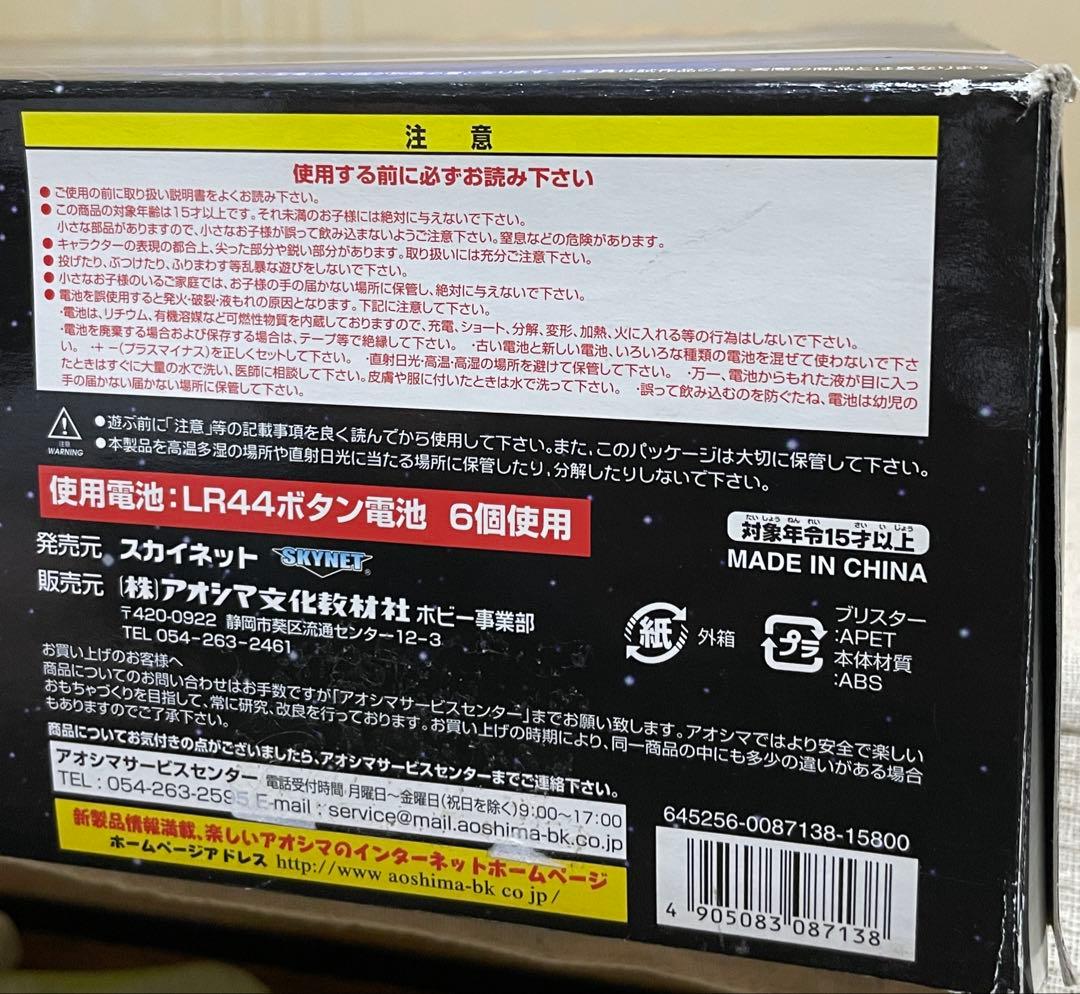 注 意
使用する前に必ずお読み下さい
●ご使用の前に取り扱い説明書をよくお読み下さい。
●この商品の対象年齢は15才以上です。それ未満のお子様には絶対に与えないで下さい。
小さな部品がありますので、小さなお子様が誤って飲み込まないようご注意下さい。窒息などの危険があります。
●キャラクターの表現の都合上、尖った部分や鋭い部分があります。取り扱いには充分ご注意下さい。
●投げたり、ぶつけたり、ふりまわす等乱暴な遊びをしないで下さい。
●小さなお子様のいるご家庭では、お子様の手の届かない場所に保管し、絶対に与えないで下さい。
●電池を誤使用すると発火・破裂・液もれの原因となります。下記に注意して下さい。
・電池は、リチウム、有機溶媒など可燃性物質を内蔵しておりますので、充電、ショート、分解、変形、加熱、火に入れる等の行為はしないで下さい。
・電池を廃棄する場合および保存する場合は、テープ等で絶縁して下さい。 ・古い電池と新しい電池、いろいろな種類の電池を混ぜて使わないで下さ
い。 ・+ −(プラスマイナス)を正しくセットして下さい。 ・直射日光・高温・高湿の場所を避けて保管して下さい。 ・万一、電池からもれた液が目に入っ
たときはすぐに大量の水で洗い、医師に相談して下さい。皮膚や服に付いたときは水で洗って下さい。 ・誤って飲み込むのを防ぐたね、電池は幼児の
手の届かない届かない場所に保管して下さい。
注意
WARNING
●遊ぶ前に「注意」等の記載事項を良く読んでから使用して下さい。また、このパッケージは大切に保管して下さい。
●本製品を高温多湿の場所や直射日光に当たる場所に保管したり、分解したりしないで下さい。
使用電池:LR44ボタン電池 6個使用
たいしょうねんれい さいいじょう
対象年令15才以上
MADE IN CHINA
発売元 スカイネット SKYNET®
販売元 (株)アオシマ文化教材社 ホビー事業部
〒420-0922 静岡市葵区流通センター12-3
TEL 054-263-2461
紙 外箱
プラ
ブリスター
:APET
本体材質
:ABS
お買い上げのお客様へ
商品についてのお問い合わせはお手数ですが「アオシマサービスセンター」までお願い致します。アオシマではより安全で楽しい
おもちゃづくりを目指して、常に研究、改良を行っております。お買い上げの時期により、同一商品の中にも多少の違いがある場合
もありますのでご了承下さい。
商品についてお気付きの点がございましたら、アオシマサービスセンターまでご連絡下さい。
アオシマサービスセンター 電話受付時間 月曜日〜金曜日(祝日を除く)9:00〜17:00
TEL : 054-263-2595 E-mail : service@mail.aoshima-bk.co.jp
新製品情報満載、楽しいアオシマのインターネットホームページ
ホームページアドレス http://www aoshima-bk co jp/
645256-0087138-15800
4 905083 087138